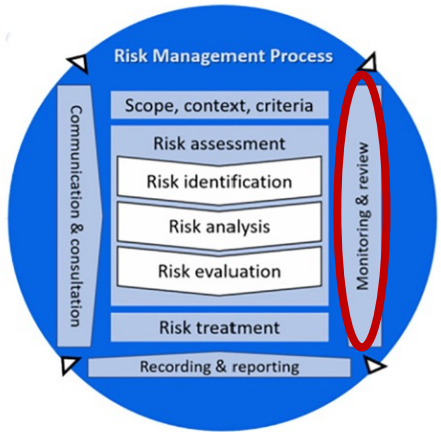 Risk Management Process
Scope, context, criteria
Risk assessment
Risk identification
Risk analysis
Risk evaluation
Risk treatment
Communication & consultation
Monitoring & review
Recording & reporting